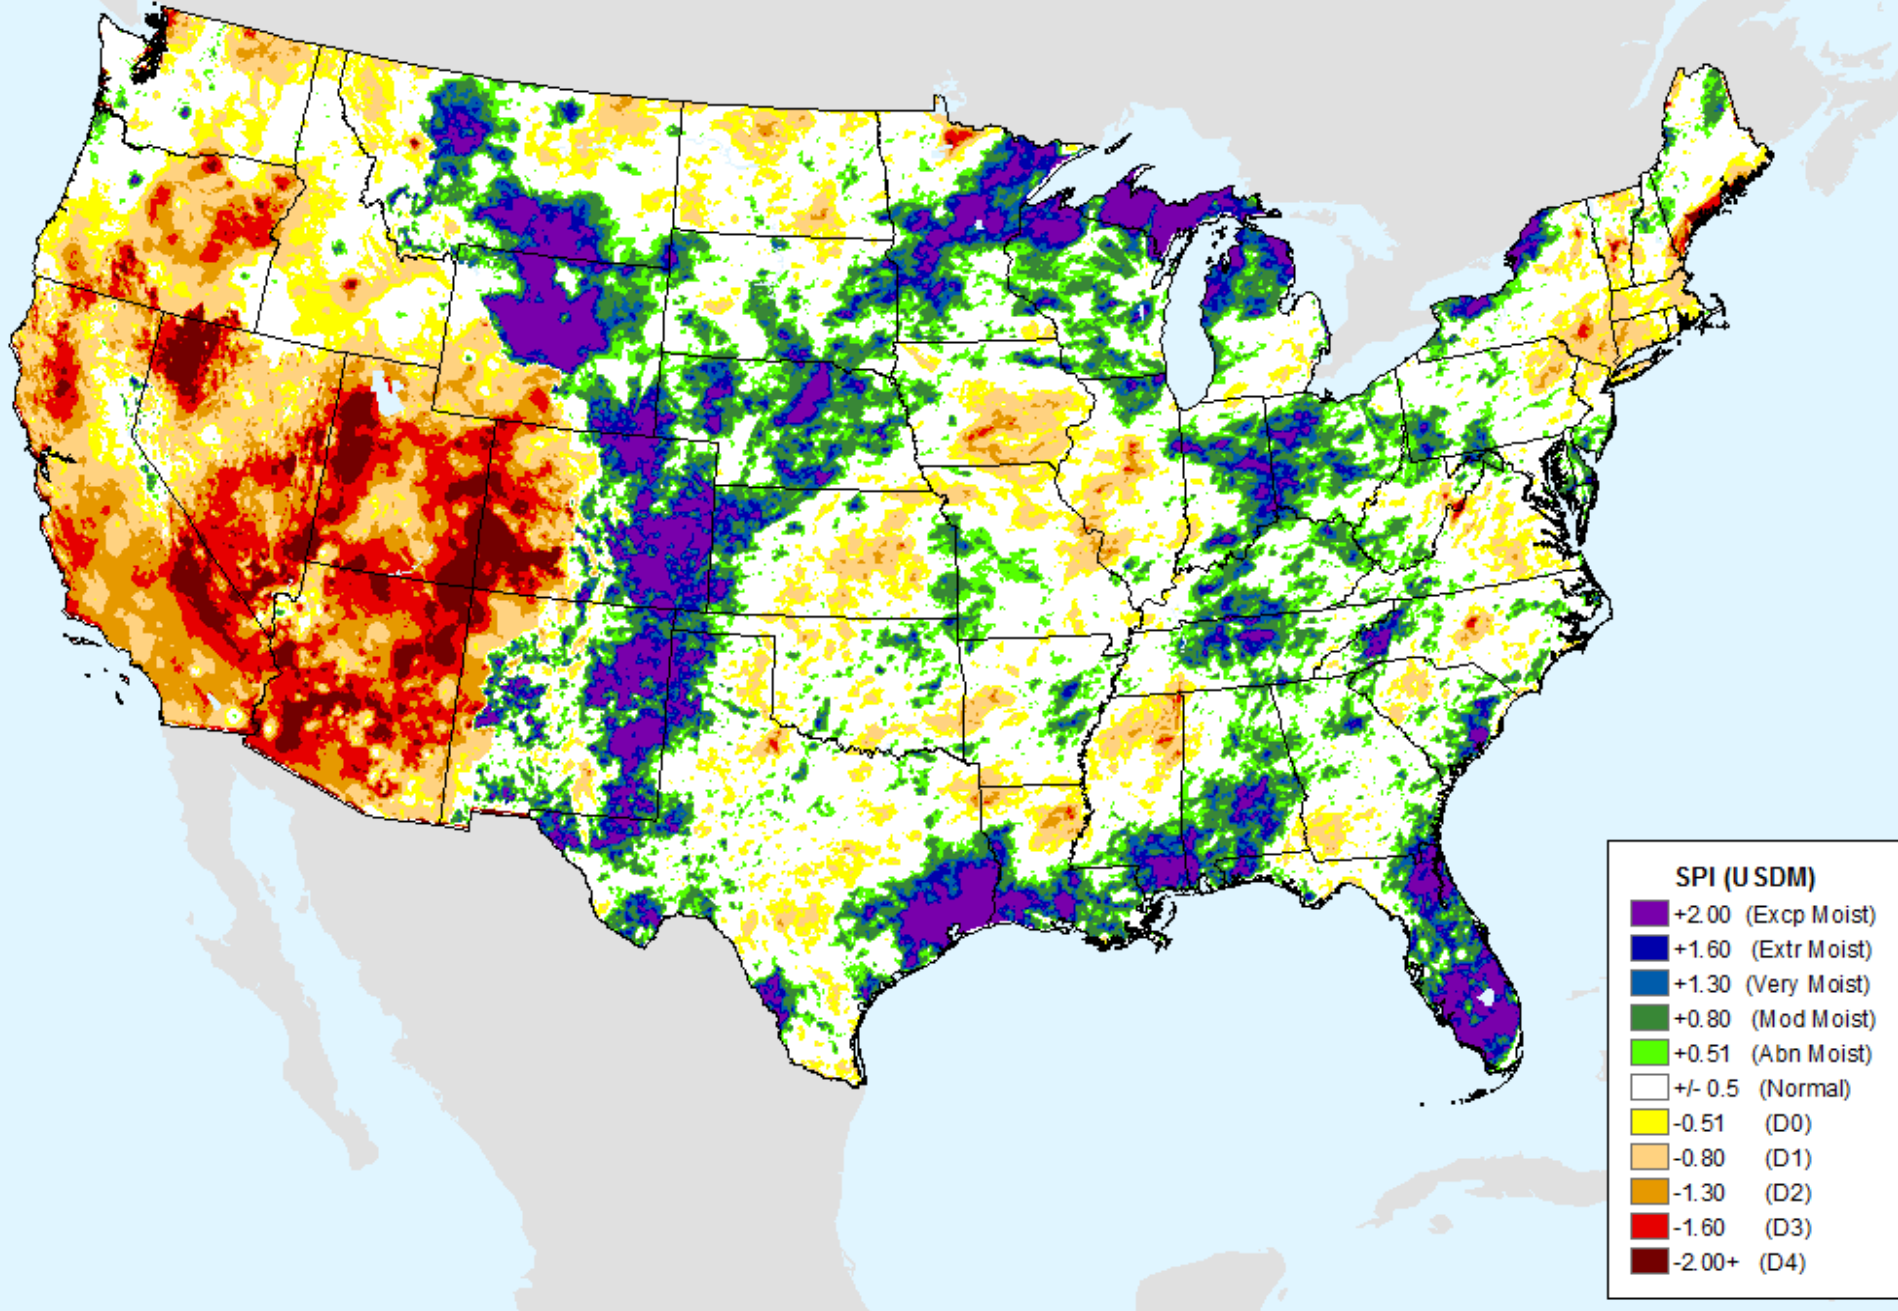 SPI (USDM)
+2.00 (Excp Moist)
+1.60 (Extr Moist)
+1.30 (Very Moist)
+0.80 (Mod Moist)
+0.51 (Abn Moist)
+/- 0.5 (Normal)
-0.51 (D0)
-0.80 (D1)
-1.30 (D2)
-1.60 (D3)
-2.00+ (D4)